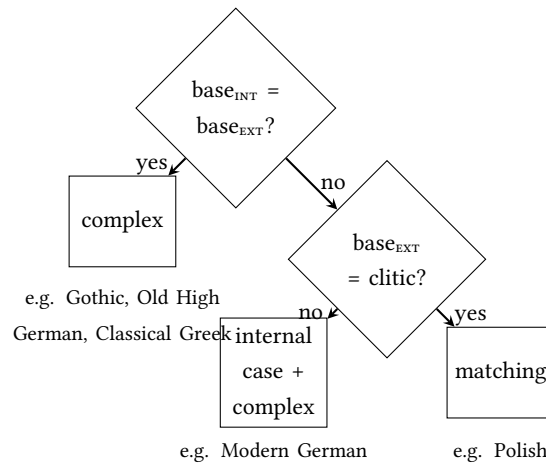 base_INT =
base_EXT?
yes
no
complex
base_EXT
= clitic?
e.g. Gothic, Old High
German, Classical Greek
no
yes
internal
case +
complex
matching
e.g. Modern German
e.g. Polish